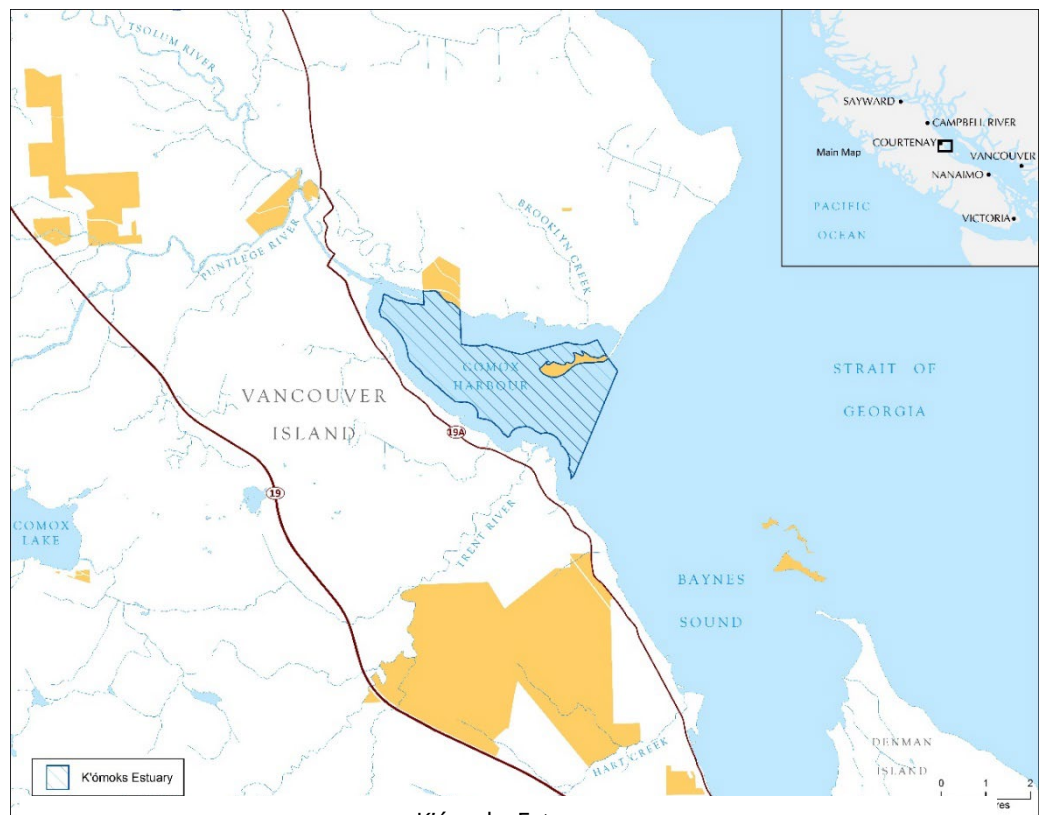 TSOLUM RIVER
PUNTLEGE RIVER
BROOKLYN CREEK
SAYWARD
CAMPBELL RIVER
COURTENAY
Main Map
VANCOUVER
NANAIMO
PACIFIC
OCEAN
VICTORIA
COMOX
HARBOUR
STRAIT OF
GEORGIA
VANCOUVER
ISLAND
19A
19
COMOX
LAKE
TRENT RIVER
BAYNES
SOUND
HART CREEK
DENMAN
ISLAND
K'ómoks Estuary
0 1 2